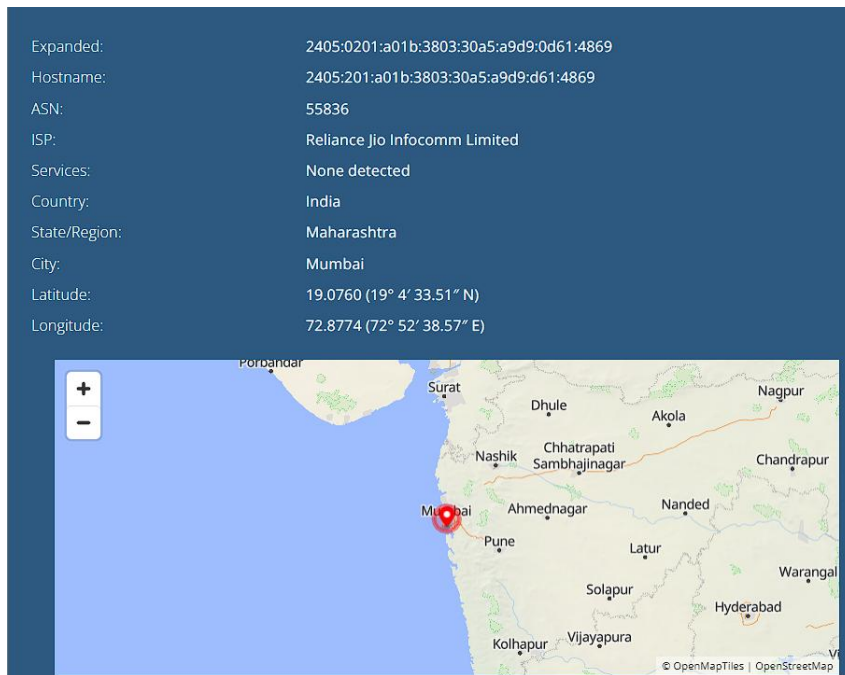 Expanded: 2405:0201:a01b:3803:30a5:a9d9:0d61:4869
Hostname: 2405:201:a01b:3803:30a5:a9d9:d61:4869
ASN: 55836
ISP: Reliance Jio Infocomm Limited
Services: None detected
Country: India
State/Region: Maharashtra
City: Mumbai
Latitude: 19.0760 (19° 4′ 33.51″ N)
Longitude: 72.8774 (72° 52′ 38.57″ E)
+
−
Porbandar
Surat
Dhule
Akola
Nagpur
Nashik
Chhatrapati
Sambhajinagar
Chandrapur
Mumbai
Ahmednagar
Nanded
Pune
Latur
Warangal
Solapur
Hyderabad
Kolhapur
Vijayapura
Vi
© OpenMapTiles | OpenStreetMap